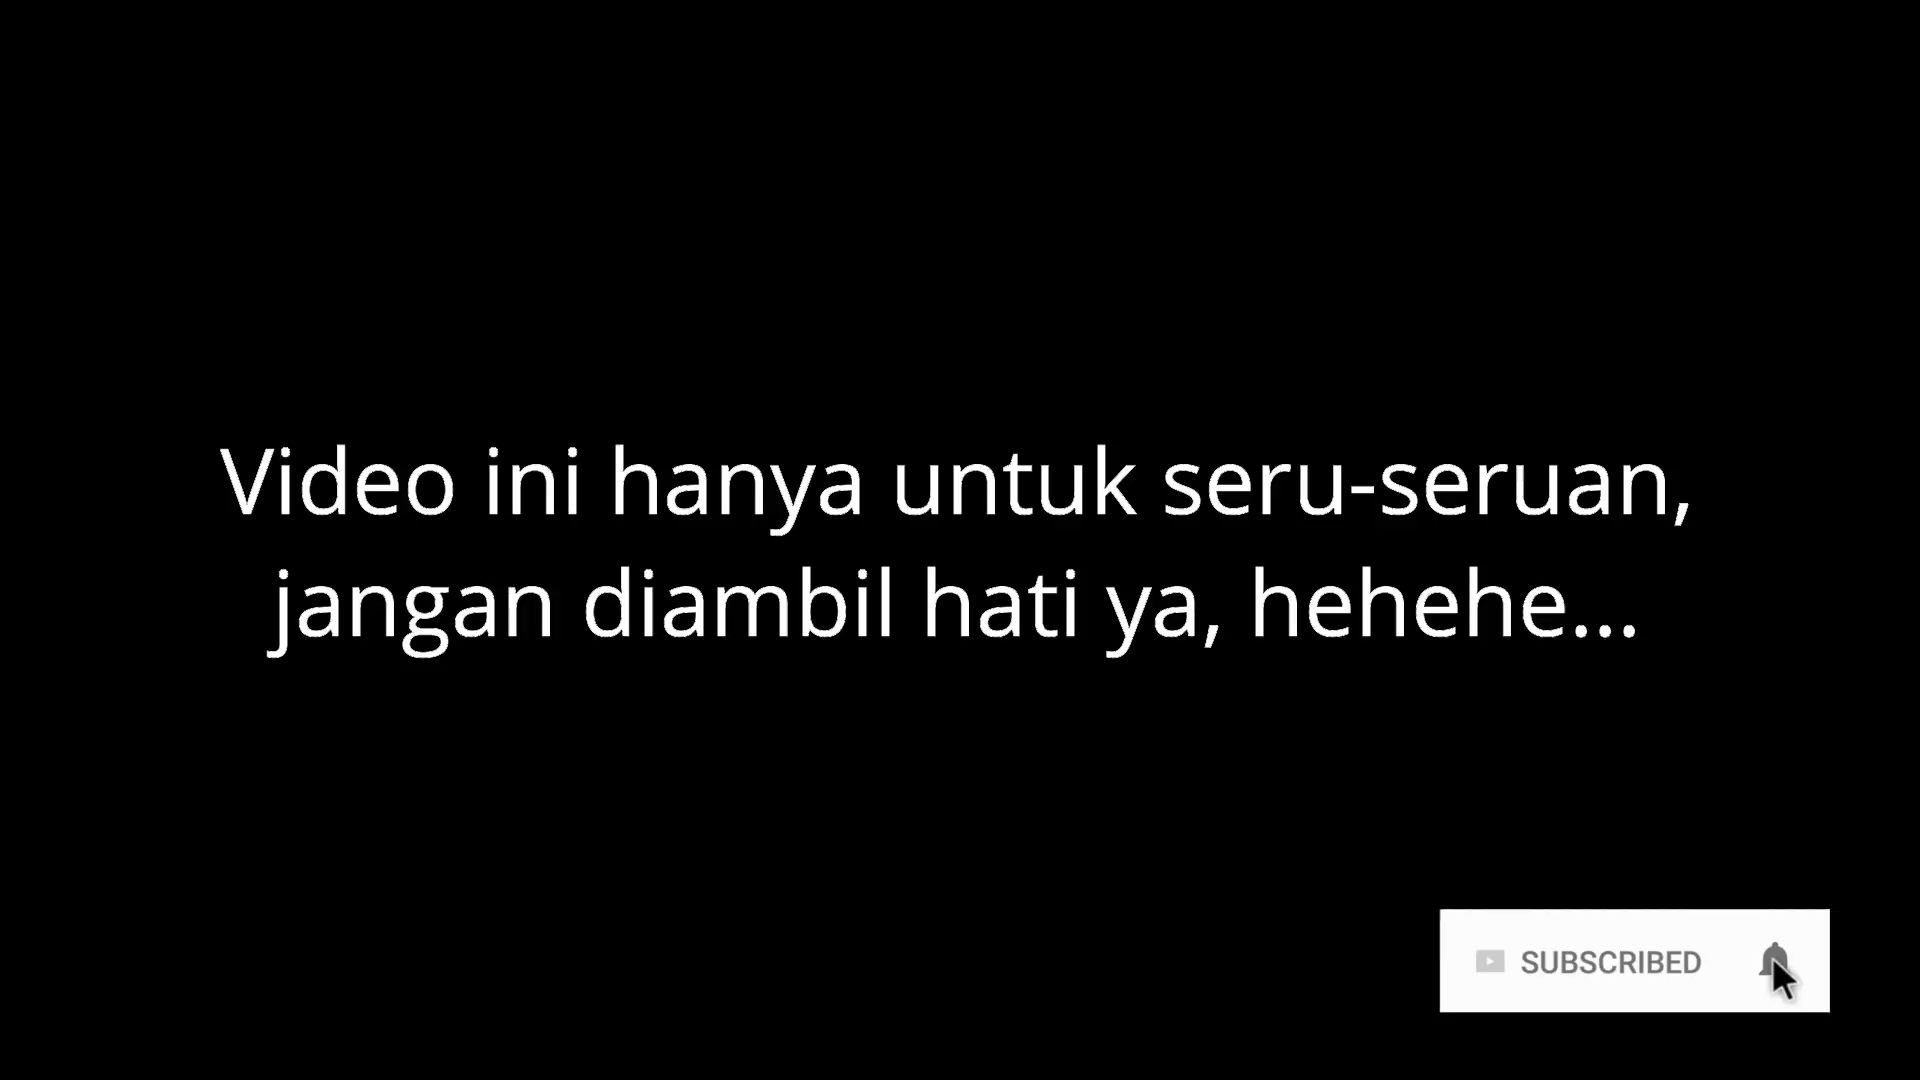 Video ini hanya untuk seru-seruan,
jangan diambil hati ya, hehehe...
SUBSCRIBED